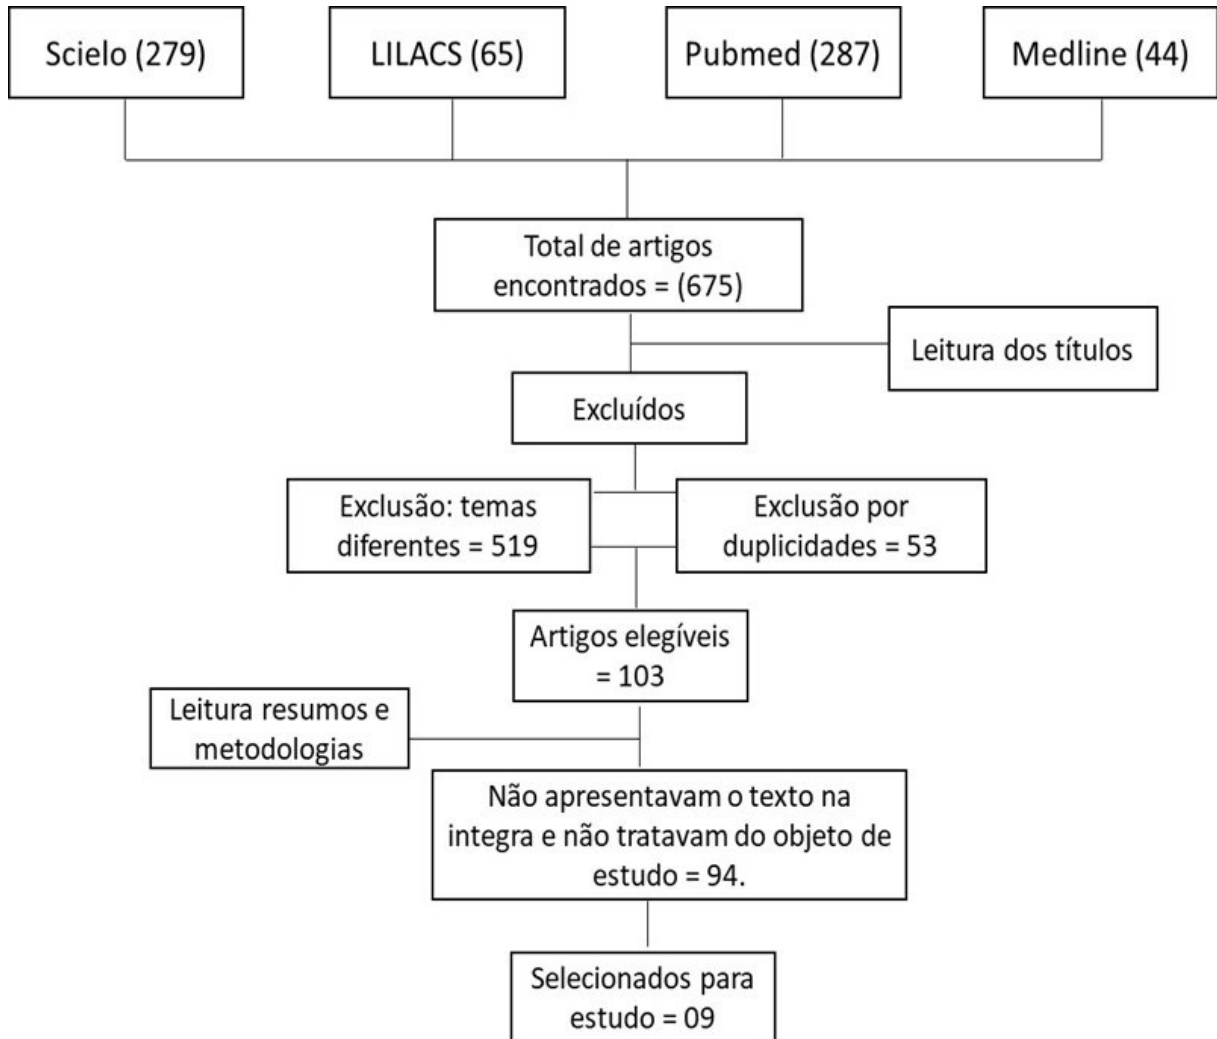 Scielo (279)
LILACS (65)
Pubmed (287)
Medline (44)
Total de artigos
encontrados = (675)
Leitura dos títulos
Excluídos
Exclusão: temas
diferentes = 519
Exclusão por
duplicidades = 53
Artigos elegíveis
= 103
Leitura resumos e
metodologias
Não apresentavam o texto na
integra e não tratavam do objeto de
estudo = 94.
Selecionados para
estudo = 09